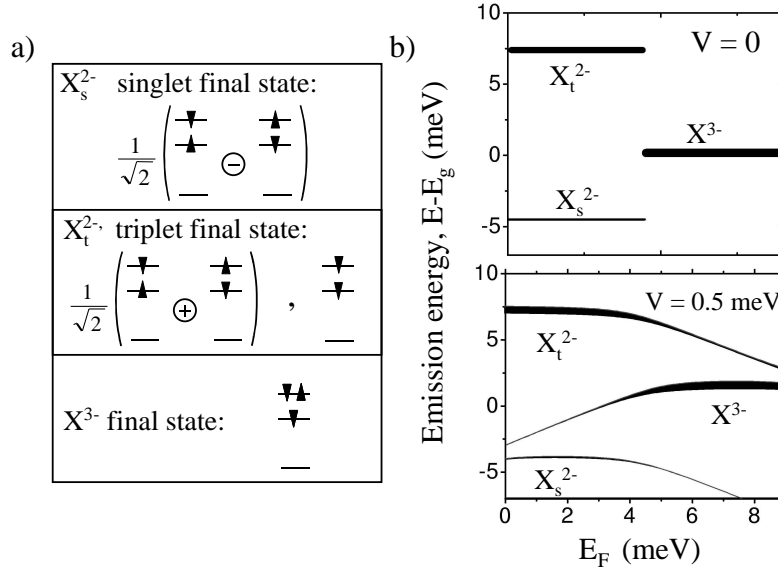 a)
X_s^{2-} singlet final state:
1/√2 ( − )
X_t^{2-,} triplet final state:
1/√2 ( + ) ,
X^{3-} final state:
b)
Emission energy, E-E_g (meV)
10
5
0
-5
V = 0
X_t^{2-}
X^{3-}
X_s^{2-}
10
5
0
-5
V = 0.5 meV
X_t^{2-}
X^{3-}
X_s^{2-}
0 2 4 6 8
E_F (meV)